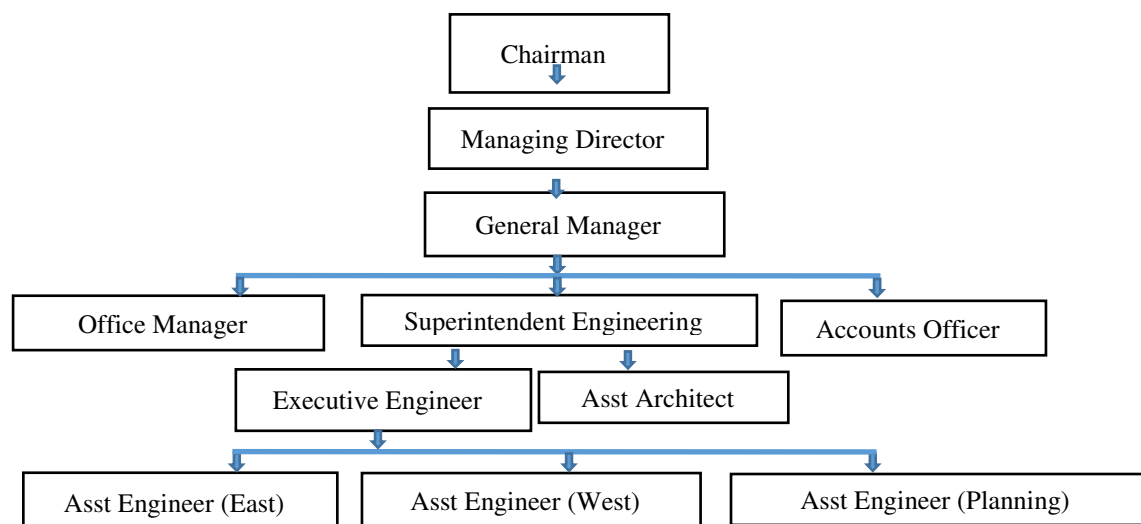 Chairman
Managing Director
General Manager
Office Manager
Superintendent Engineering
Accounts Officer
Executive Engineer
Asst Architect
Asst Engineer (East)
Asst Engineer (West)
Asst Engineer (Planning)